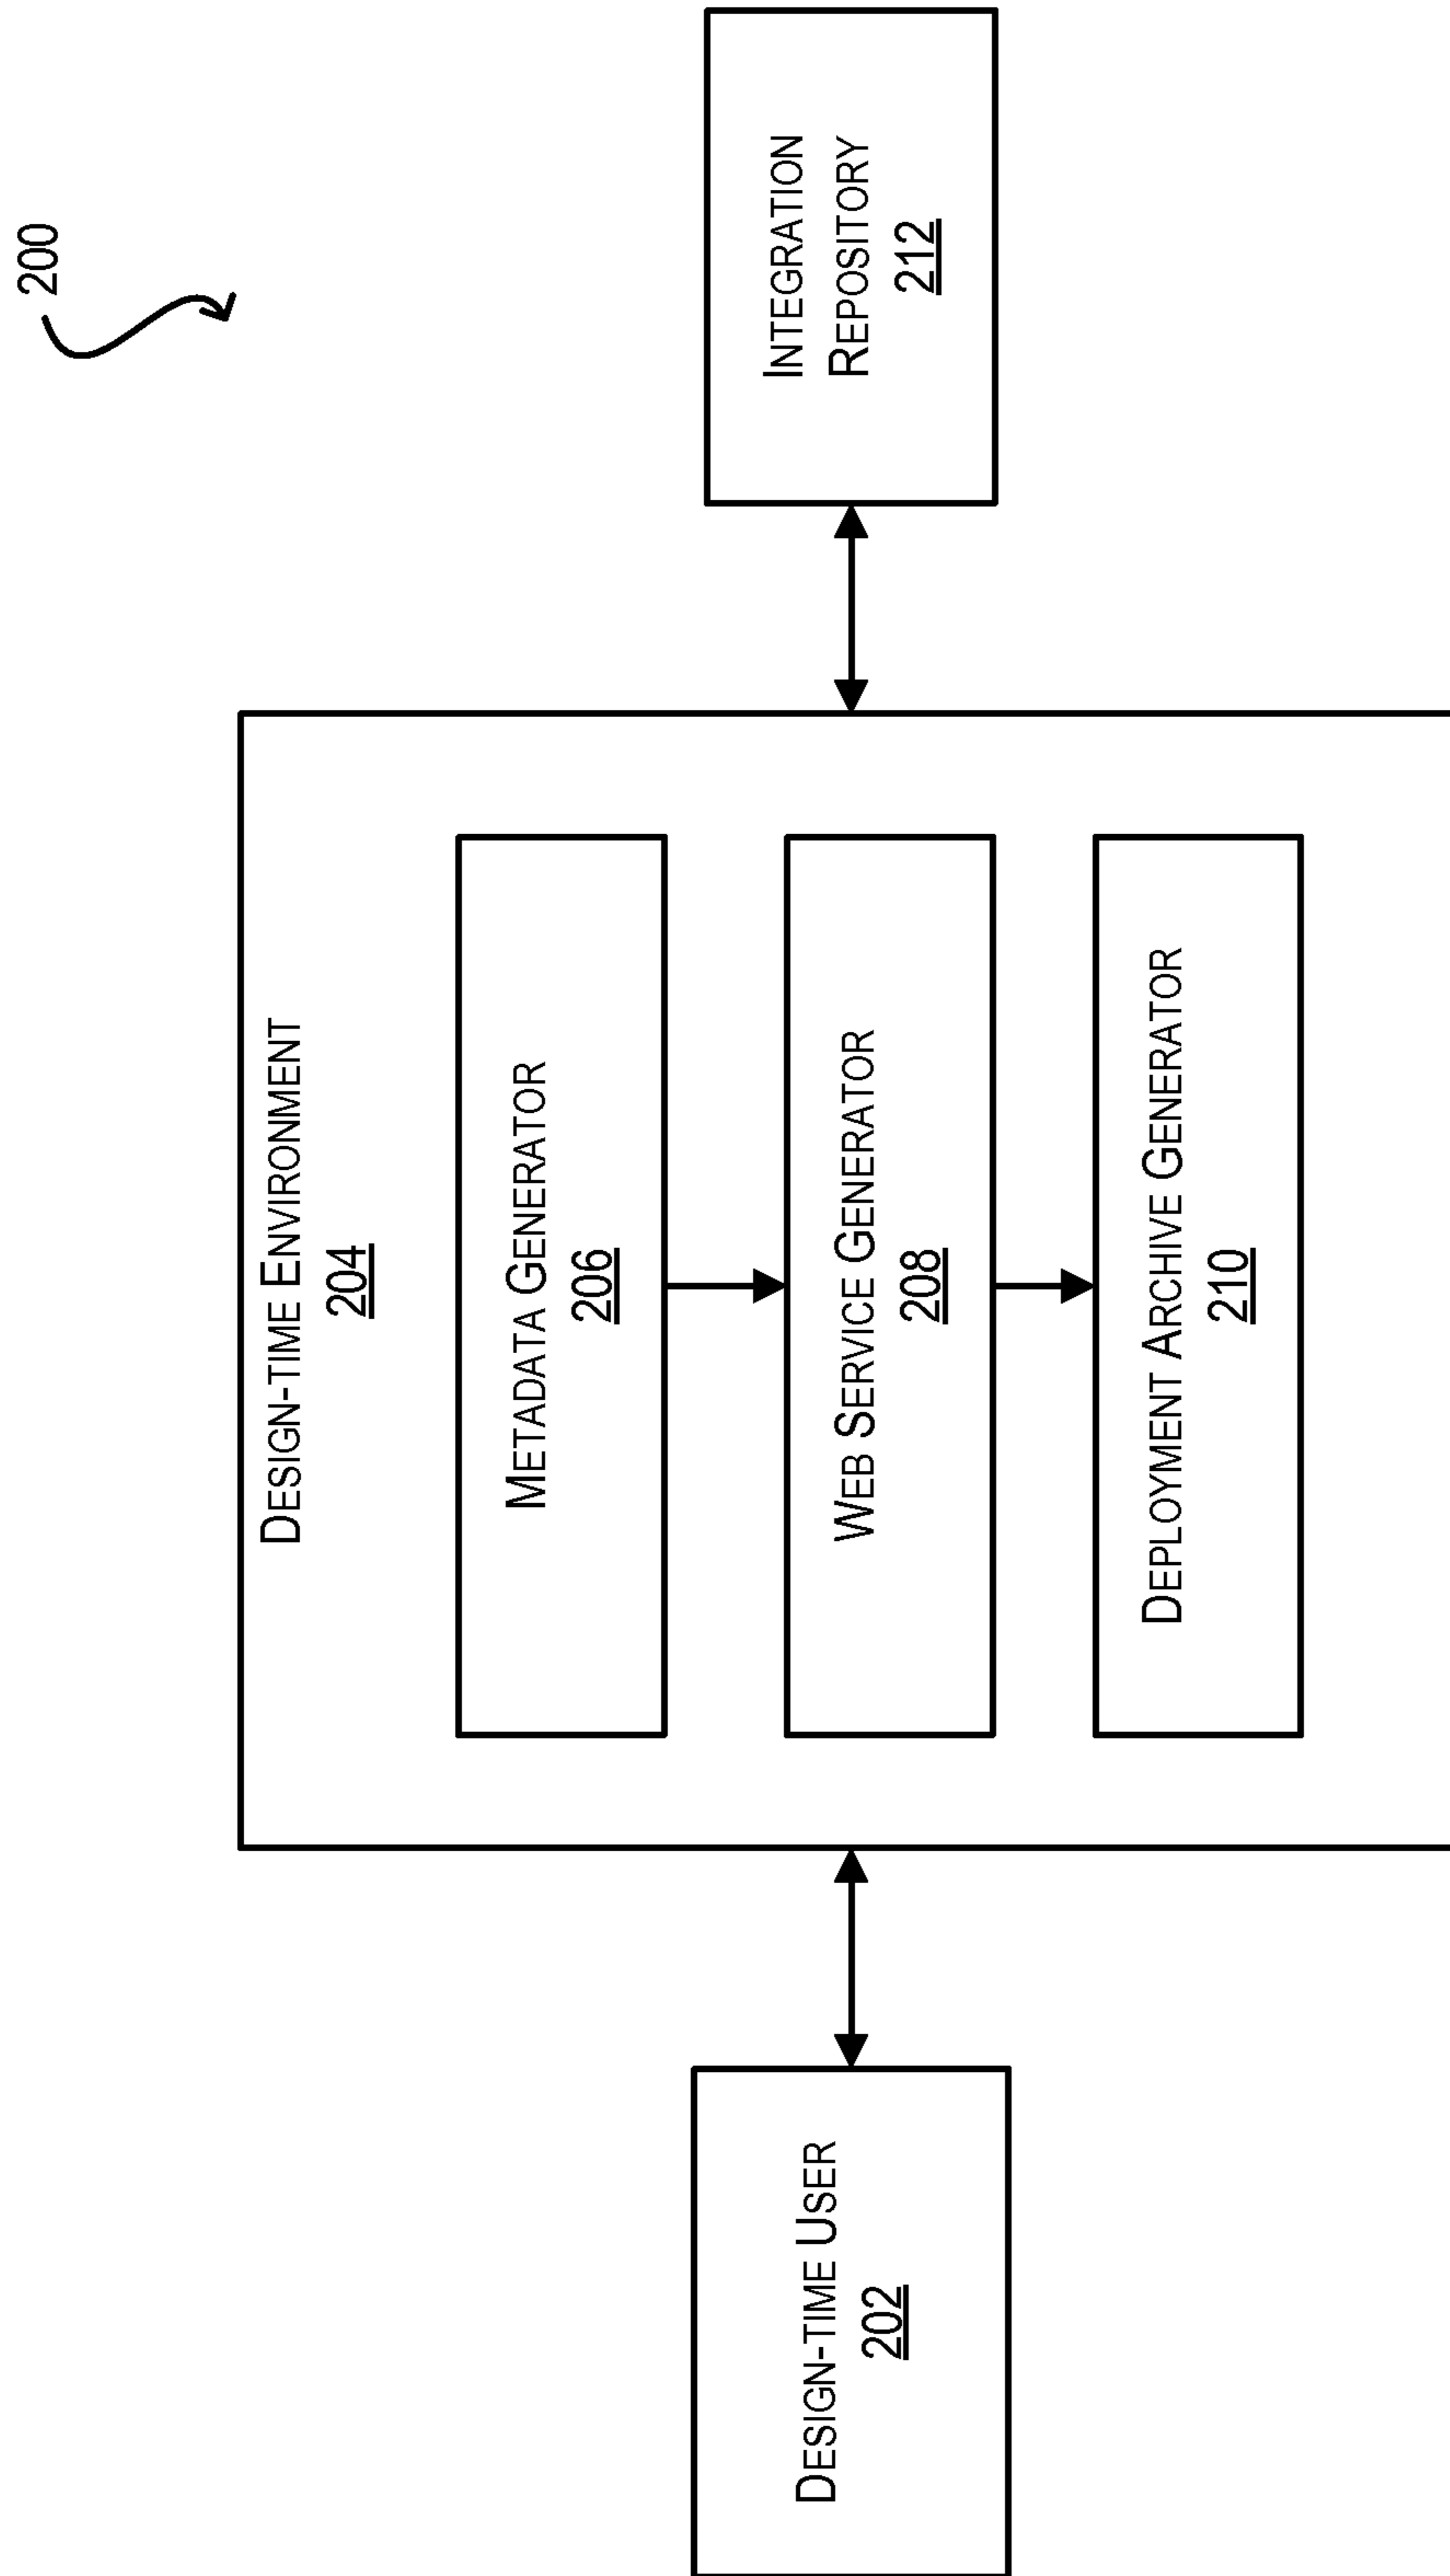 200
DESIGN-TIME ENVIRONMENT
204
METADATA GENERATOR
206
WEB SERVICE GENERATOR
208
DEPLOYMENT ARCHIVE GENERATOR
210
DESIGN-TIME USER
202
INTEGRATION
REPOSITORY
212